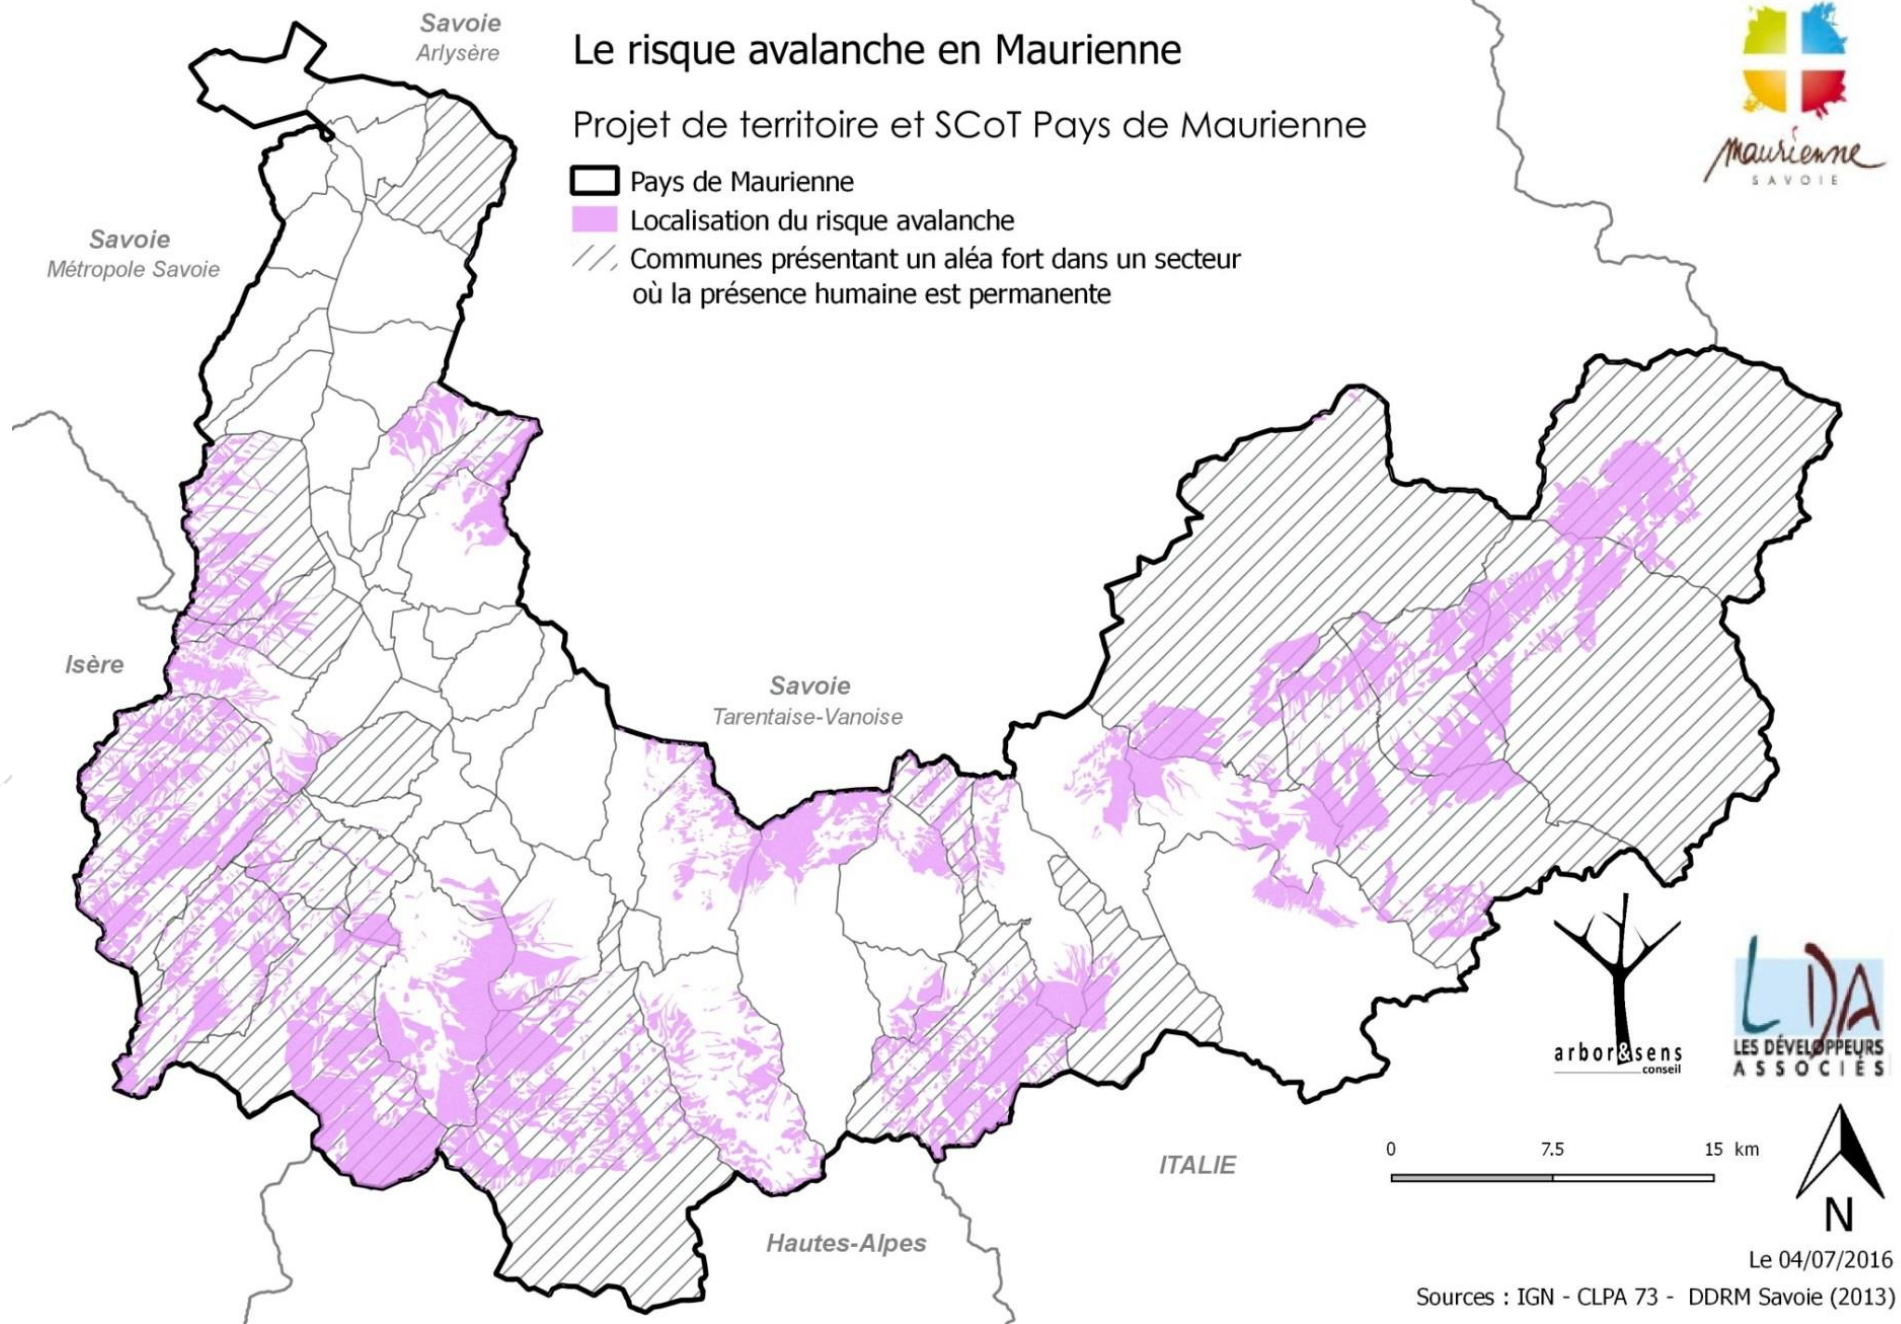 Savoie
Arlysère
Le risque avalanche en Maurienne
Projet de territoire et SCoT Pays de Maurienne
Pays de Maurienne
Localisation du risque avalanche
Communes présentant un aléa fort dans un secteur
où la présence humaine est permanente
Maurienne
SAVOIE
Savoie
Métropole Savoie
Isère
Savoie
Tarentaise-Vanoise
arbor&sens
conseil
LDA
LES DÉVELOPPEURS
ASSOCIÉS
ITALIE
0 7.5 15 km
Hautes-Alpes
N
Le 04/07/2016
Sources : IGN - CLPA 73 - DDRM Savoie (2013)